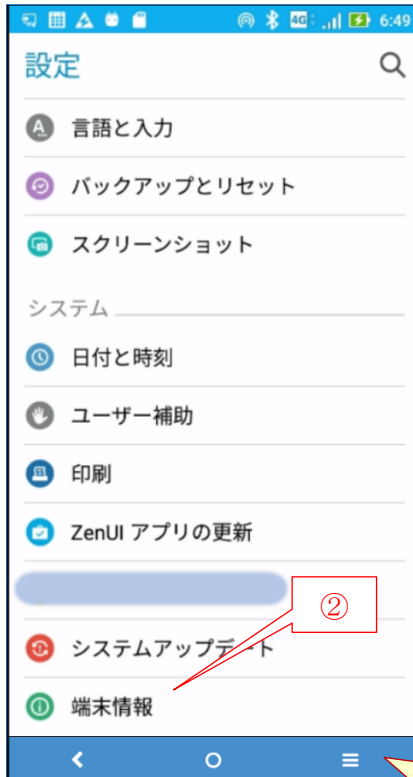 4G 6:49
設定
言語と入力
バックアップとリセット
スクリーンショット
システム
日付と時刻
ユーザー補助
印刷
ZenUI アプリの更新
②
システムアップデート
端末情報